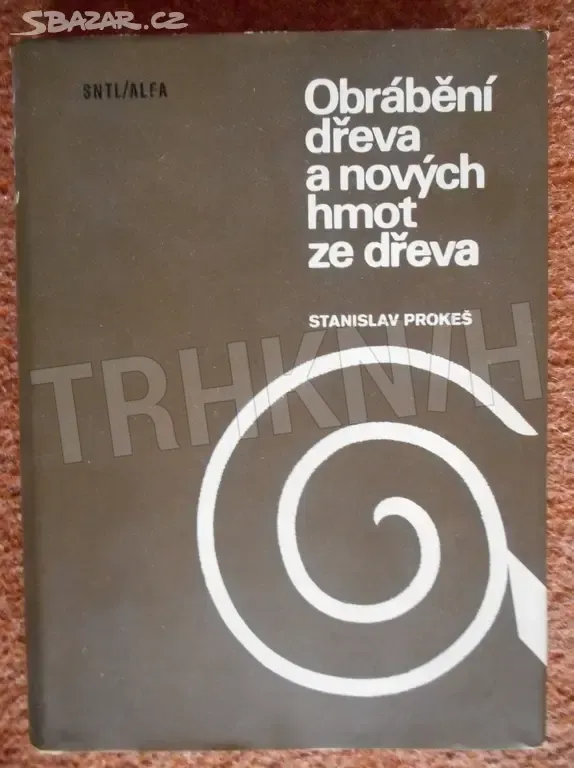 SBAZAR.CZ
SNTL/ALFA
Obrábění
dřeva
a nových
hmot
ze dřeva
STANISLAV PROKEŠ
TRHKNIH